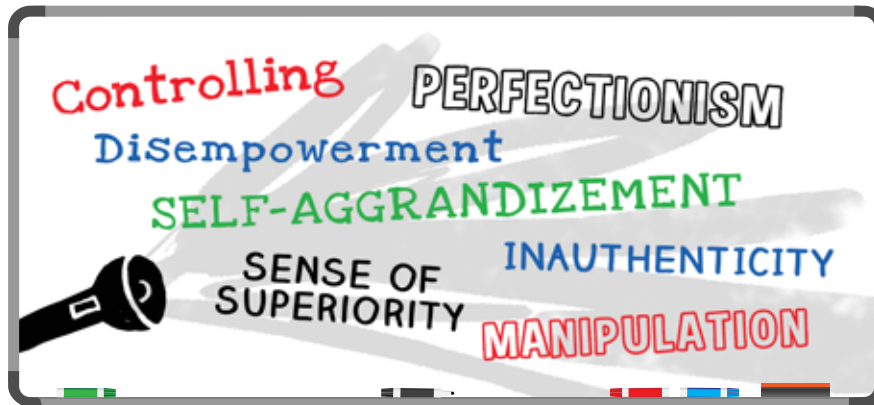 Controlling
PERFECTIONISM
Disempowerment
SELF-AGGRANDIZEMENT
SENSE OF
SUPERIORITY
INAUTHENTICITY
MANIPULATION